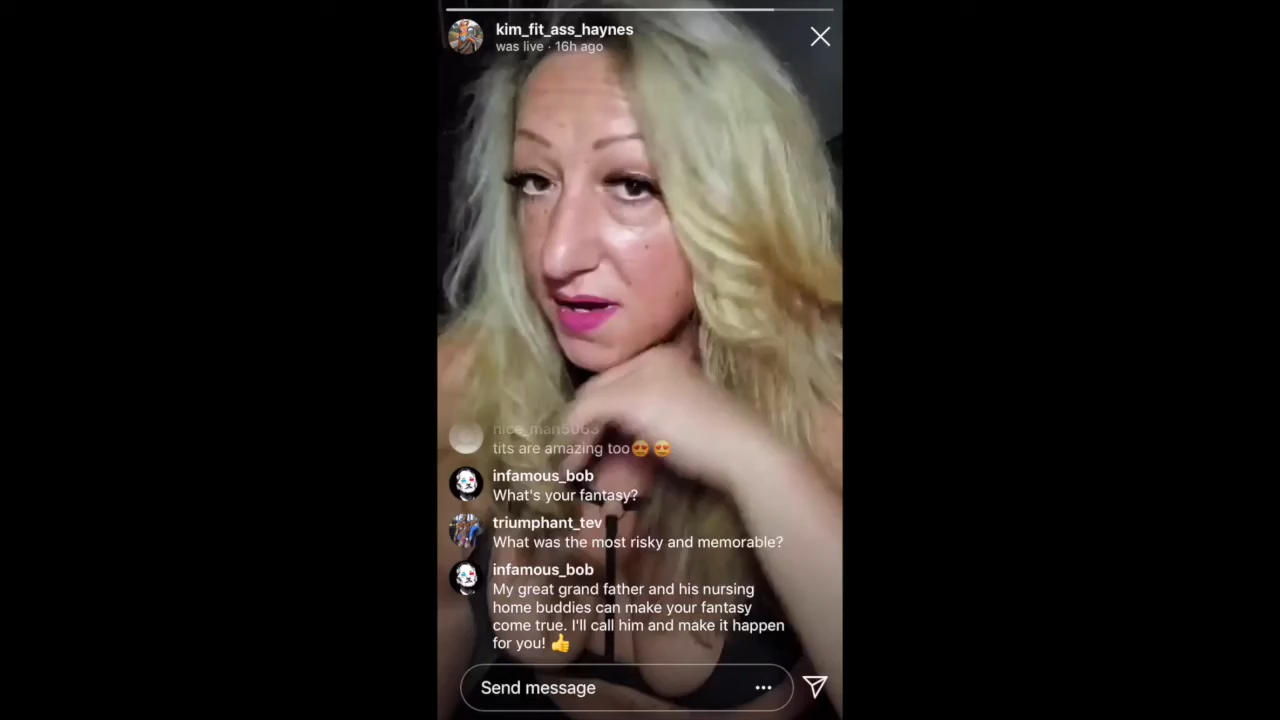 kim_fit_ass_haynes
was live · 16h ago
nice_man5063
tits are amazing too😍 😍
infamous_bob
What's your fantasy?
triumphant_tev
What was the most risky and memorable?
infamous_bob
My great grand father and his nursing
home buddies can make your fantasy
come true. I'll call him and make it happen
for you! 👍
Send message